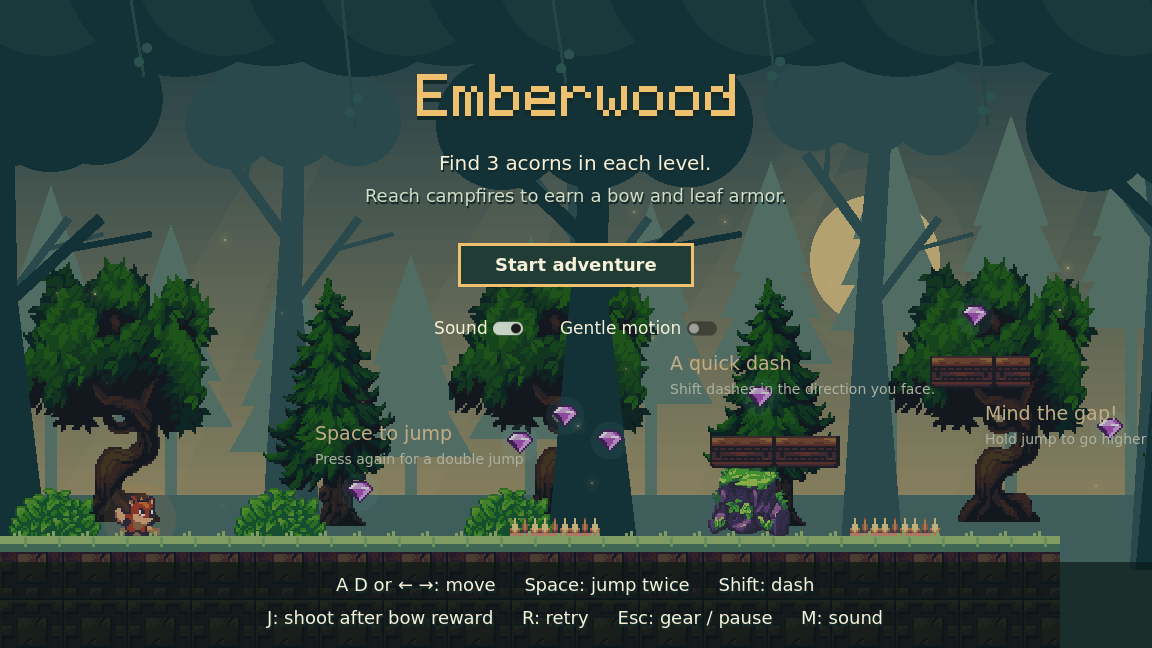 Emberwood
Find 3 acorns in each level.
Reach campfires to earn a bow and leaf armor.
Start adventure
Sound Gentle motion
A quick dash
Shift dashes in the direction you face.
Mind the gap!
Hold jump to go higher
Space to jump
Press again for a double jump
A D or ← →: move Space: jump twice Shift: dash
J: shoot after bow reward R: retry Esc: gear / pause M: sound